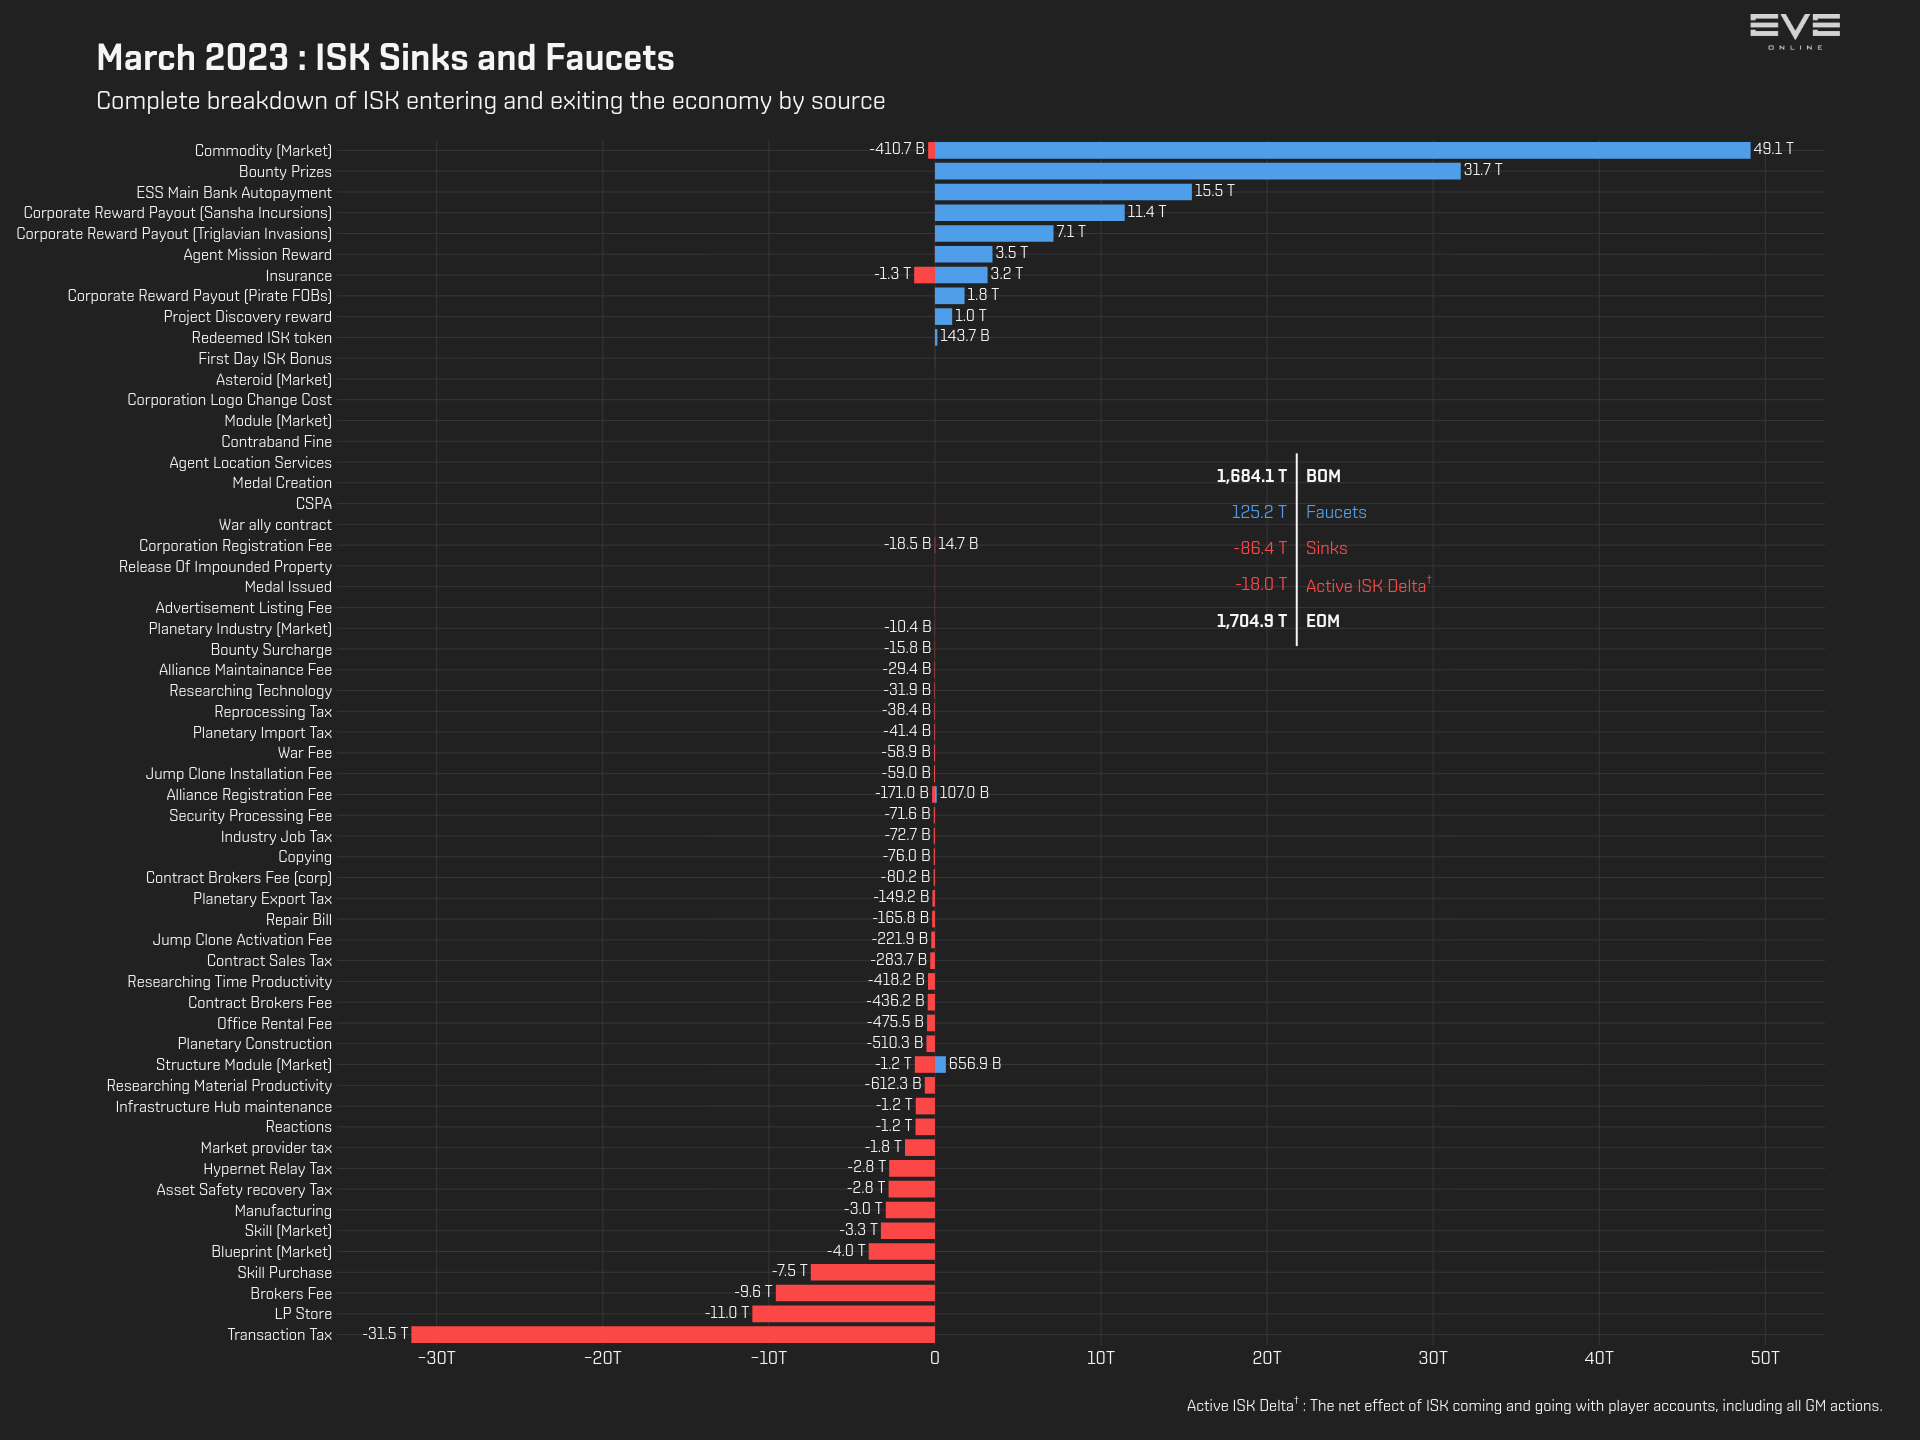 EVE
ONLINE
March 2023 : ISK Sinks and Faucets
Complete breakdown of ISK entering and exiting the economy by source
Commodity (Market) -410.7 B 49.1 T
Bounty Prizes 31.7 T
ESS Main Bank Autopayment 15.5 T
Corporate Reward Payout (Sansha Incursions) 11.4 T
Corporate Reward Payout (Triglavian Invasions) 7.1 T
Agent Mission Reward 3.5 T
Insurance -1.3 T 3.2 T
Corporate Reward Payout (Pirate FOBs) 1.8 T
Project Discovery reward 1.0 T
Redeemed ISK token 143.7 B
First Day ISK Bonus
Asteroid (Market)
Corporation Logo Change Cost
Module (Market)
Contraband Fine
Agent Location Services
Medal Creation
CSPA
War ally contract
Corporation Registration Fee -18.5 B 14.7 B
Release Of Impounded Property
Medal Issued
Advertisement Listing Fee
Planetary Industry (Market) -10.4 B
Bounty Surcharge -15.8 B
Alliance Maintainance Fee -29.4 B
Researching Technology -31.9 B
Reprocessing Tax -38.4 B
Planetary Import Tax -41.4 B
War Fee -58.9 B
Jump Clone Installation Fee -59.0 B
Alliance Registration Fee -171.0 B 107.0 B
Security Processing Fee -71.6 B
Industry Job Tax -72.7 B
Copying -76.0 B
Contract Brokers Fee (corp) -80.2 B
Planetary Export Tax -149.2 B
Repair Bill -165.8 B
Jump Clone Activation Fee -221.9 B
Contract Sales Tax -283.7 B
Researching Time Productivity -418.2 B
Contract Brokers Fee -436.2 B
Office Rental Fee -475.5 B
Planetary Construction -510.3 B
Structure Module (Market) -1.2 T 656.9 B
Researching Material Productivity -612.3 B
Infrastructure Hub maintenance -1.2 T
Reactions -1.2 T
Market provider tax -1.8 T
Hypernet Relay Tax -2.8 T
Asset Safety recovery Tax -2.8 T
Manufacturing -3.0 T
Skill (Market) -3.3 T
Blueprint (Market) -4.0 T
Skill Purchase -7.5 T
Brokers Fee -9.6 T
LP Store -11.0 T
Transaction Tax -31.5 T
1,684.1 T BOM
125.2 T Faucets
-86.4 T Sinks
-18.0 T Active ISK Delta†
1,704.9 T EOM
−30T −20T −10T 0 10T 20T 30T 40T 50T
Active ISK Delta† : The net effect of ISK coming and going with player accounts, including all GM actions.